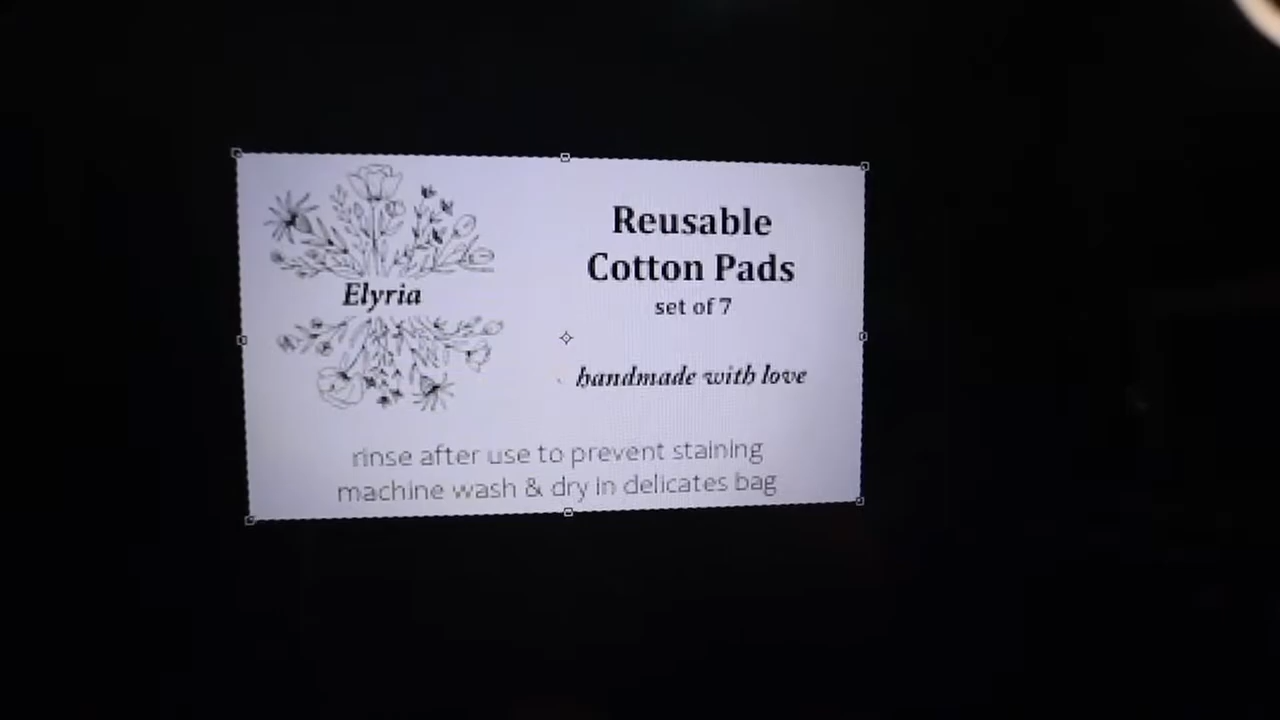 Elyria
Reusable
Cotton Pads
set of 7
handmade with love
rinse after use to prevent staining
machine wash & dry in delicates bag